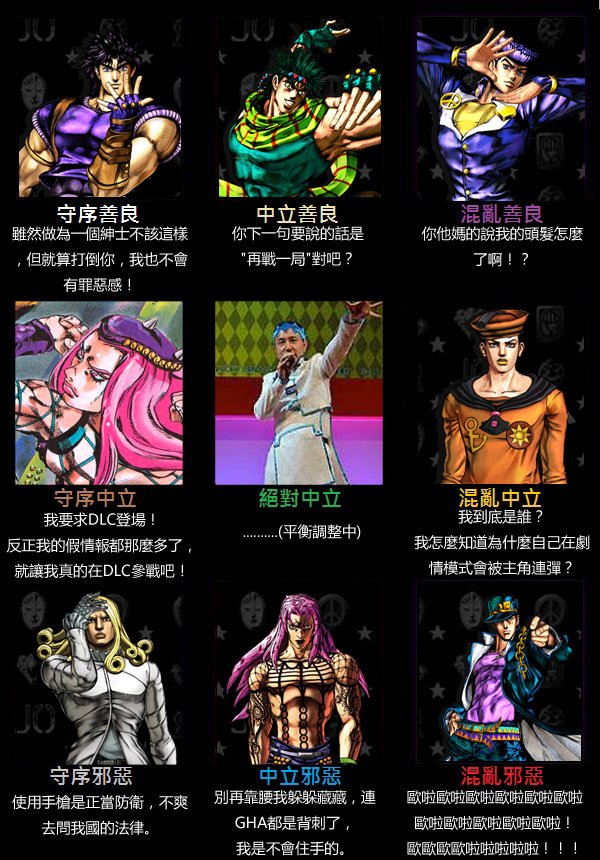 守序善良
雖然做為一個紳士不該這樣
，但就算打倒你，我也不會
有罪惡感！
中立善良
你下一句要說的話是
"再戰一局"對吧？
混亂善良
你他媽的說我的頭髮怎麼
了啊！？
守序中立
我要求DLC登場！
反正我的假情報都那麼多了，
就讓我真的在DLC參戰吧！
絕對中立
..........(平衡調整中)
混亂中立
我到底是誰？
我怎麼知道為什麼自己在劇
情模式會被主角連彈？
守序邪惡
使用手槍是正當防衛，不爽
去問我國的法律。
中立邪惡
別再靠腰我躲躲藏藏，連
GHA都是背刺了，
我是不會住手的。
混亂邪惡
歐啦歐啦歐啦歐啦歐啦歐啦
歐啦歐啦歐啦歐啦歐啦！
歐歐歐歐啦啦啦啦啦！！！